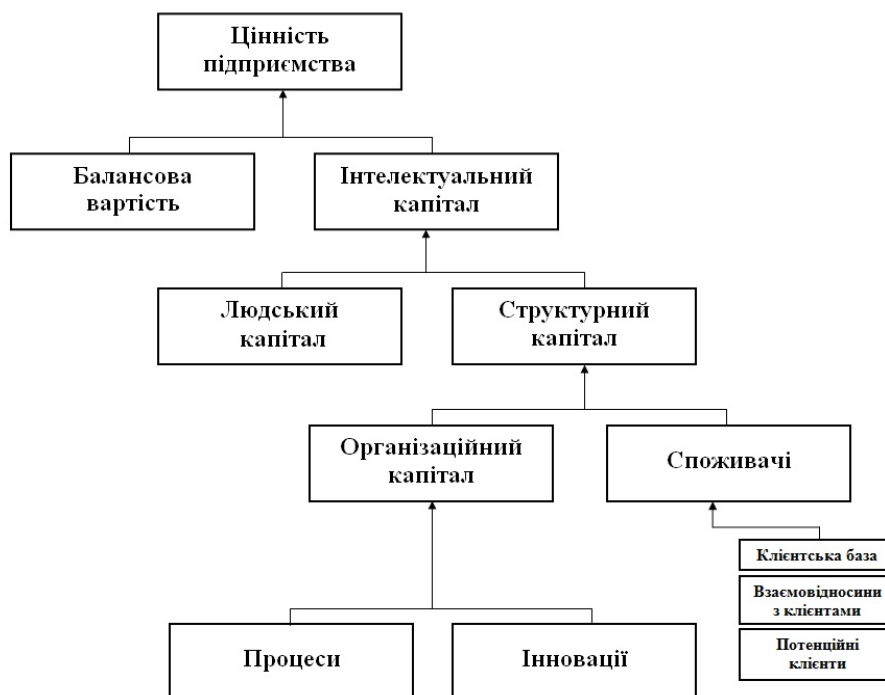 Цінність
підприємства
Балансова
вартість
Інтелектуальний
капітал
Людський
капітал
Структурний
капітал
Організаційний
капітал
Споживачі
Клієнтська база
Взаємовідносини
з клієнтами
Потенційні
клієнти
Процеси
Інновації